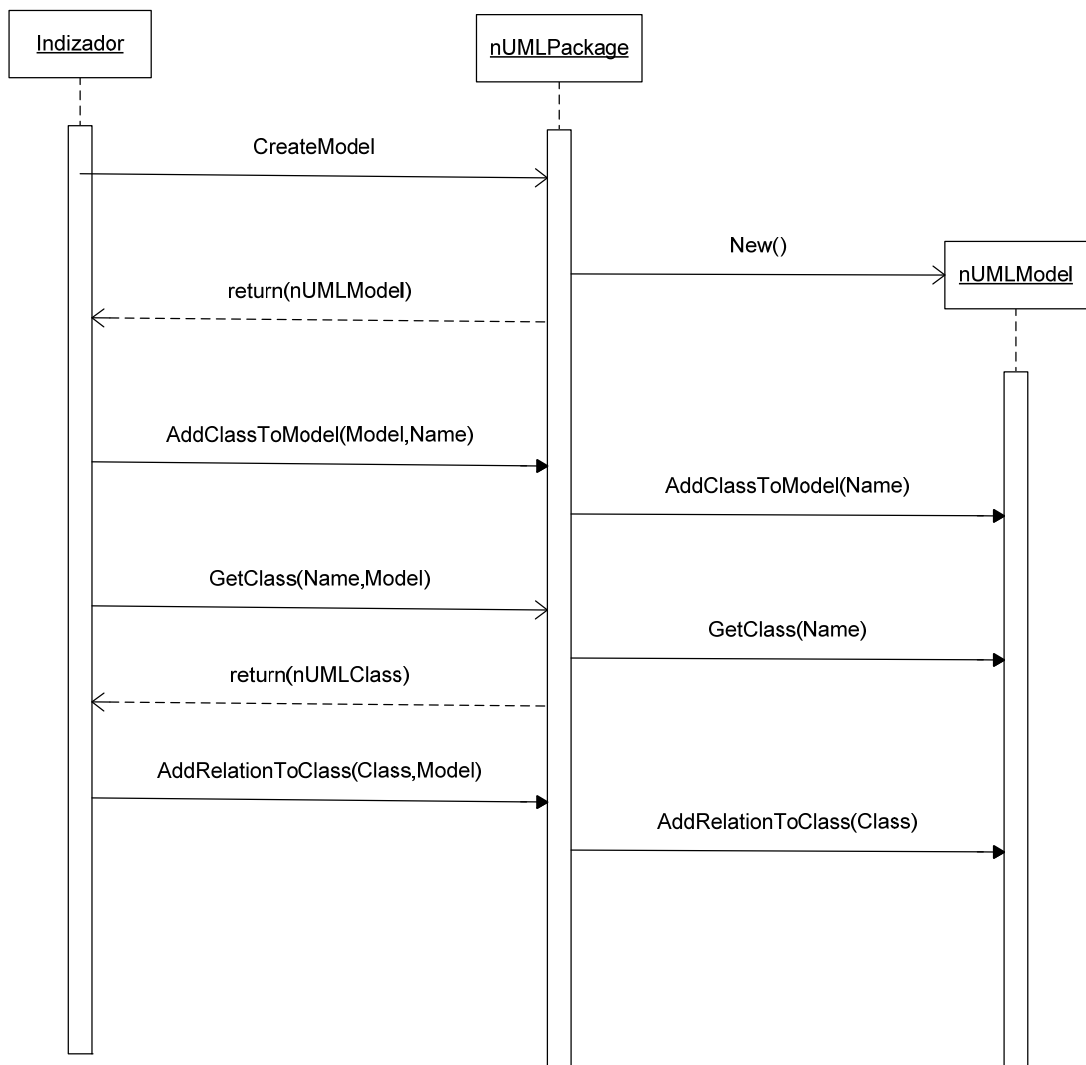 Indizador
nUMLPackage
CreateModel
New()
nUMLModel
return(nUMLModel)
AddClassToModel(Model,Name)
AddClassToModel(Name)
GetClass(Name,Model)
GetClass(Name)
return(nUMLClass)
AddRelationToClass(Class,Model)
AddRelationToClass(Class)